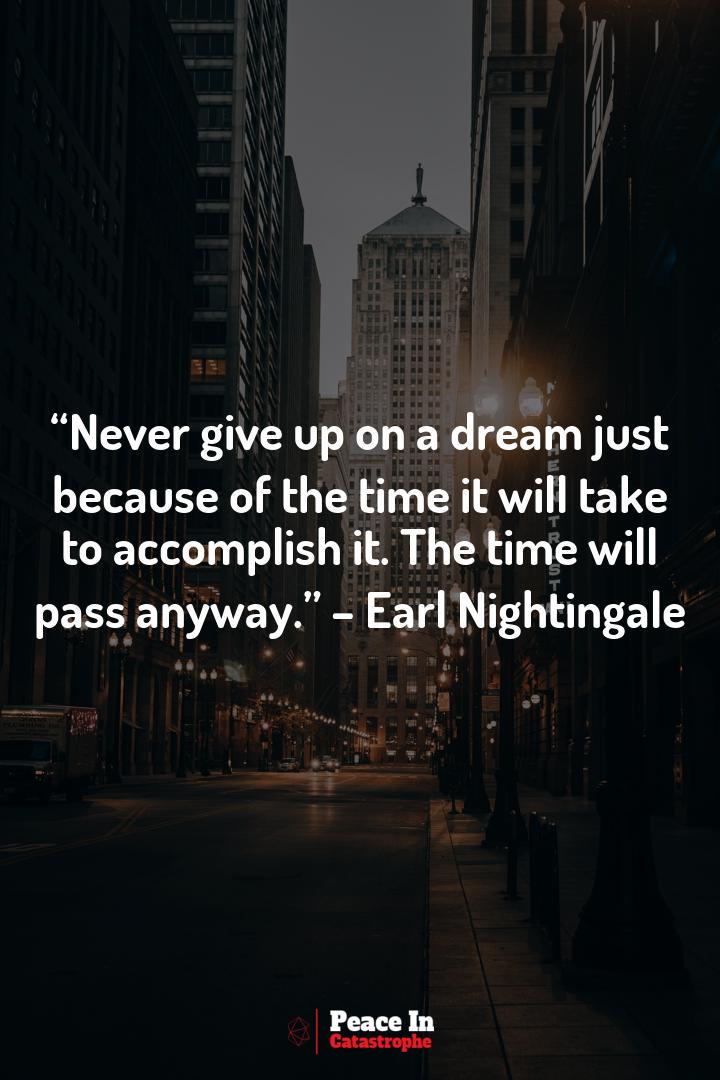 “Never give up on a dream just
because of the time it will take
to accomplish it. The time will
pass anyway.” – Earl Nightingale
Peace In
Catastrophe